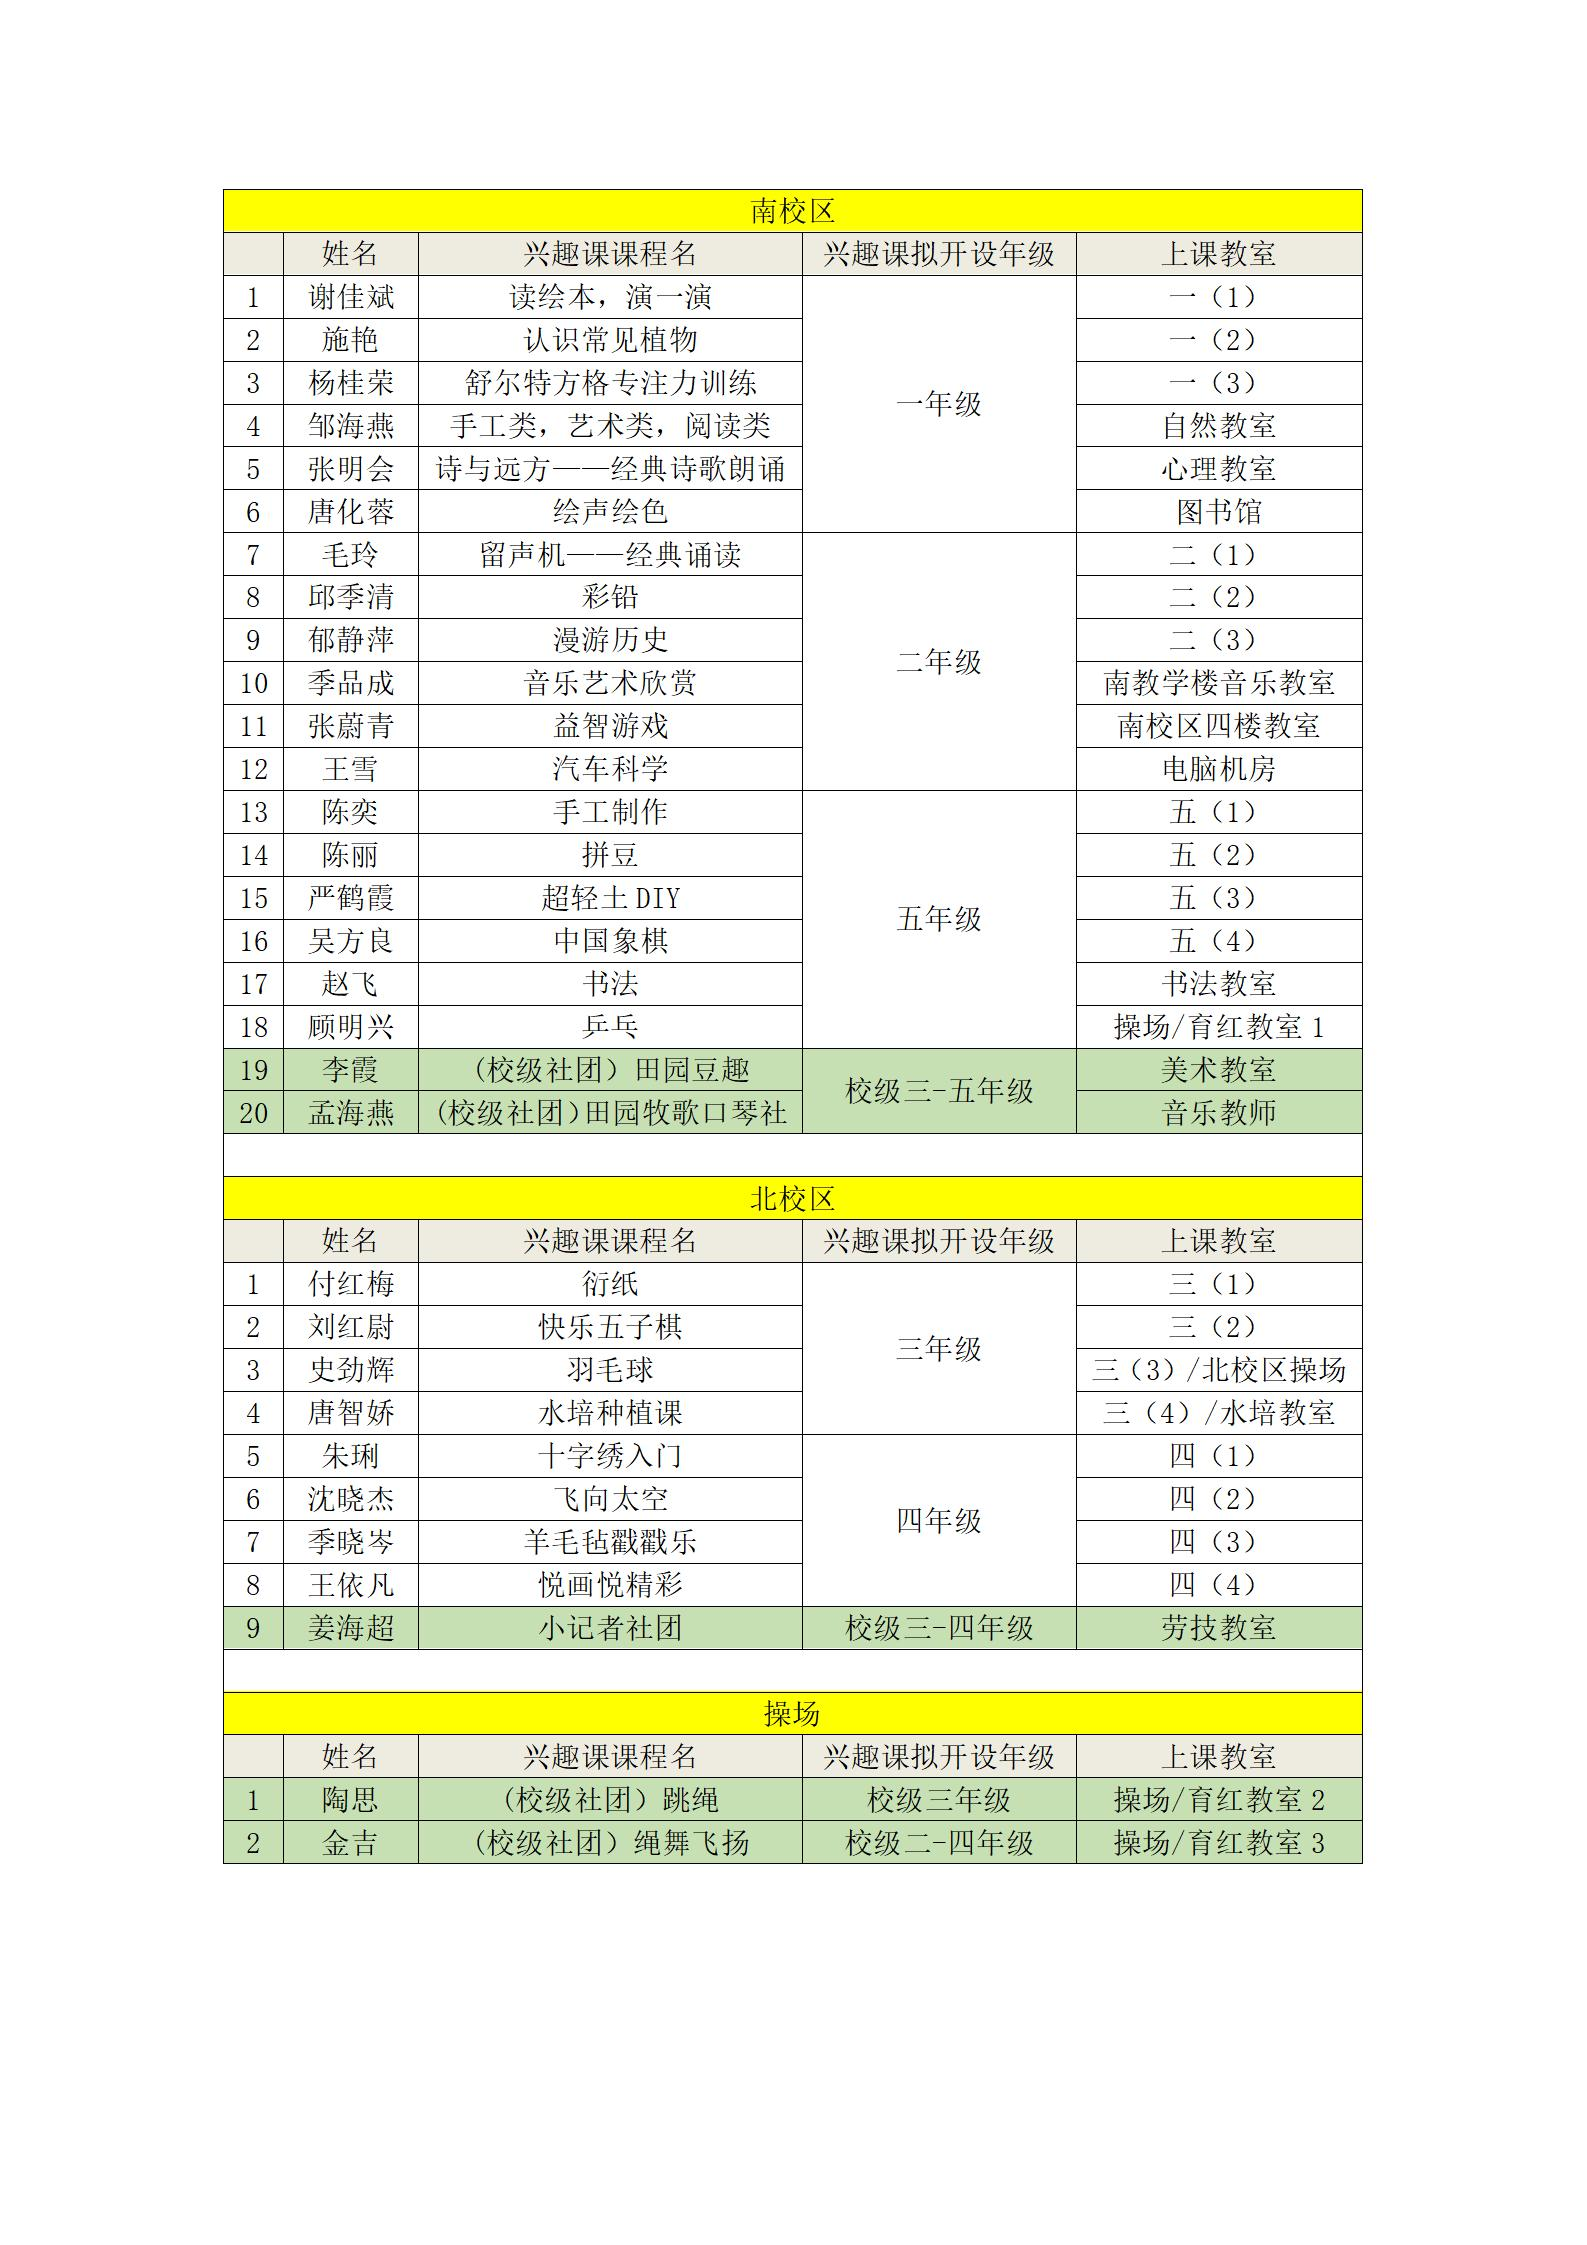 南校区
姓名 兴趣课课程名 兴趣课拟开设年级 上课教室
1 谢佳斌 读绘本，演一演 一（1）
2 施艳 认识常见植物 一（2）
3 杨桂荣 舒尔特方格专注力训练 一（3）
一年级
4 邹海燕 手工类，艺术类，阅读类 自然教室
5 张明会 诗与远方——经典诗歌朗诵 心理教室
6 唐化蓉 绘声绘色 图书馆
7 毛玲 留声机——经典诵读 二（1）
8 邱季清 彩铅 二（2）
9 郁静萍 漫游历史 二（3）
二年级
10 季品成 音乐艺术欣赏 南教学楼音乐教室
11 张蔚青 益智游戏 南校区四楼教室
12 王雪 汽车科学 电脑机房
13 陈奕 手工制作 五（1）
14 陈丽 拼豆 五（2）
15 严鹤霞 超轻土 DIY 五（3）
五年级
16 吴方良 中国象棋 五（4）
17 赵飞 书法 书法教室
18 顾明兴 乒乓 操场/育红教室 1
19 李霞 （校级社团）田园豆趣 美术教室
校级三-五年级
20 孟海燕 （校级社团）田园牧歌口琴社 音乐教师
北校区
姓名 兴趣课课程名 兴趣课拟开设年级 上课教室
1 付红梅 衍纸 三（1）
2 刘红尉 快乐五子棋 三（2）
三年级
3 史劲辉 羽毛球 三（3）/北校区操场
4 唐智娇 水培种植课 三（4）/水培教室
5 朱琍 十字绣入门 四（1）
6 沈晓杰 飞向太空 四（2）
四年级
7 季晓岑 羊毛毡戳戳乐 四（3）
8 王依凡 悦画悦精彩 四（4）
9 姜海超 小记者社团 校级三-四年级 劳技教室
操场
姓名 兴趣课课程名 兴趣课拟开设年级 上课教室
1 陶思 （校级社团）跳绳 校级三年级 操场/育红教室 2
2 金吉 （校级社团）绳舞飞扬 校级二-四年级 操场/育红教室 3